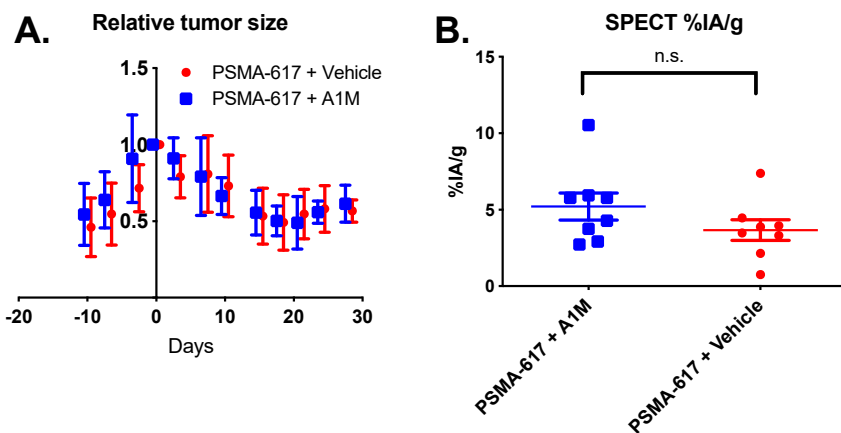 A.
Relative tumor size
1.5
PSMA-617 + Vehicle
PSMA-617 + A1M
1.0
0.5
-20
-10
0
10
20
30
Days
B.
SPECT %IA/g
n.s.
15
10
5
0
%IA/g
PSMA-617 + A1M
PSMA-617 + Vehicle